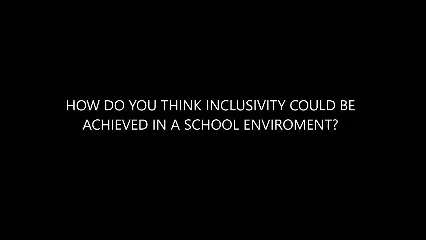 HOW DO YOU THINK INCLUSIVITY COULD BE
ACHIEVED IN A SCHOOL ENVIROMENT?